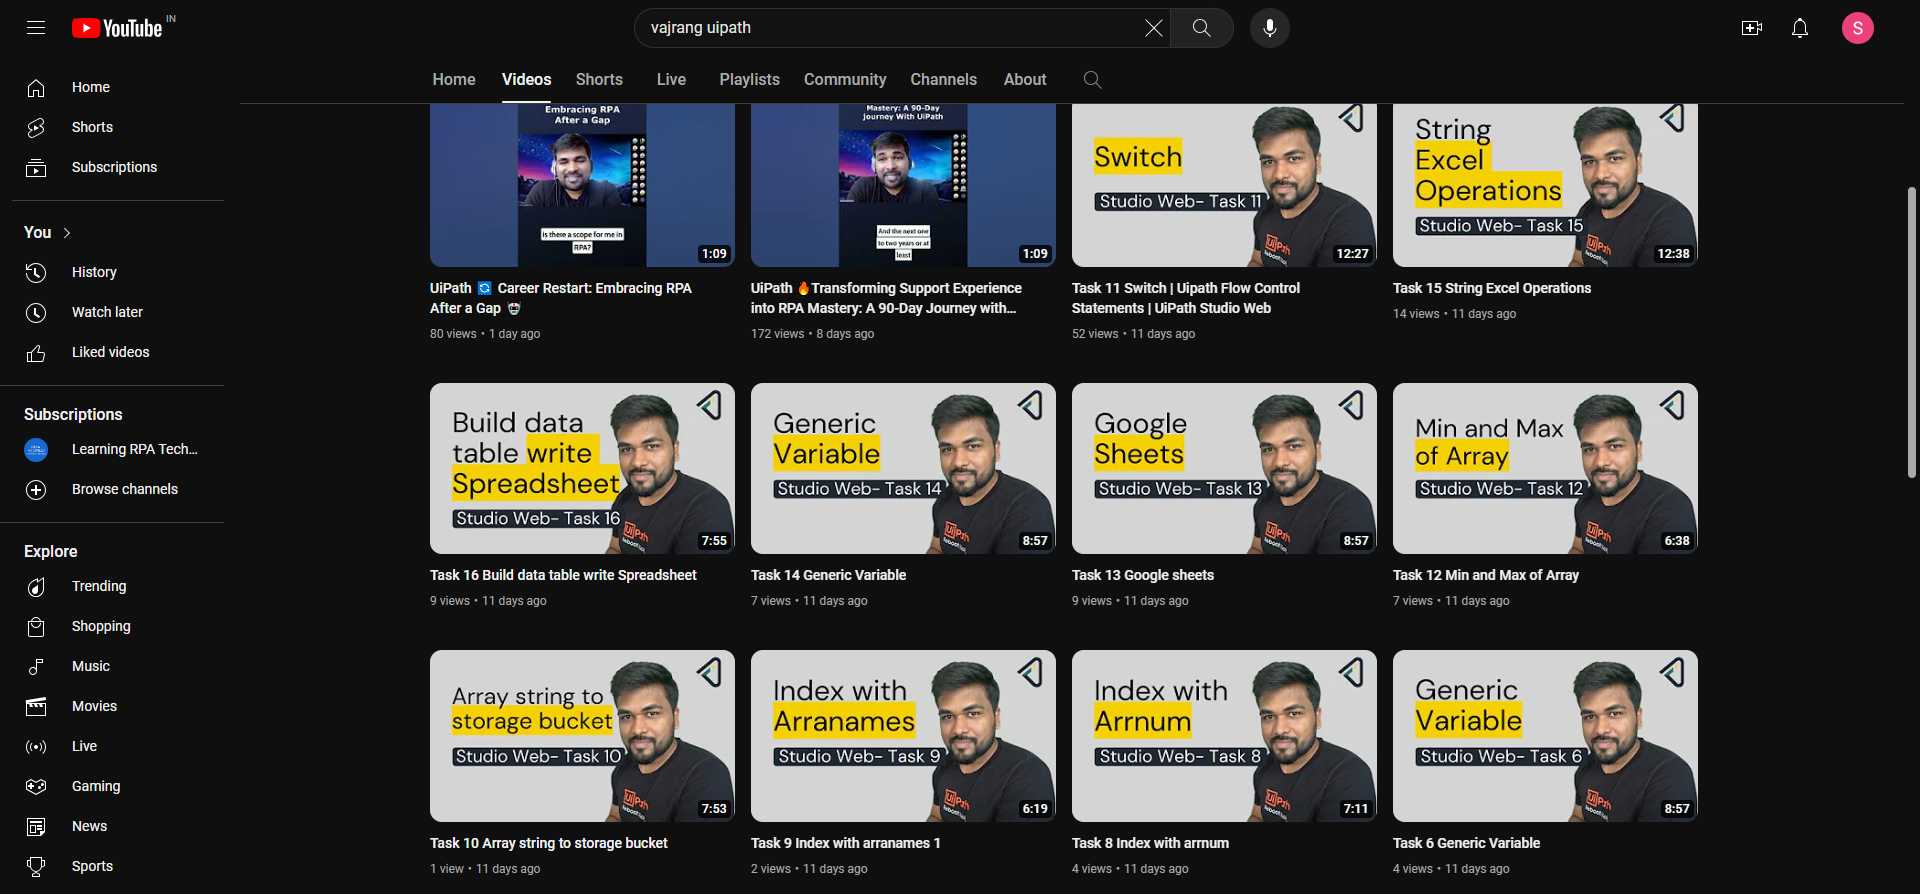 YouTube IN
vajrang uipath
S
Home
Shorts
Subscriptions
You
History
Watch later
Liked videos
Subscriptions
Learning RPA Tech...
Browse channels
Explore
Trending
Shopping
Music
Movies
Live
Gaming
News
Sports
Home Videos Shorts Live Playlists Community Channels About
Embracing RPA
After a Gap
is there a scope for me in
RPA?
1:09
UiPath 🔄 Career Restart: Embracing RPA
After a Gap
80 views • 1 day ago
Mastery: A 90-Day
Journey With UiPath
And the next one
to two years or at
least
1:09
UiPath 🔥Transforming Support Experience
into RPA Mastery: A 90-Day Journey with...
172 views • 8 days ago
Switch
Studio Web- Task 11
UiPath
12:27
Task 11 Switch | Uipath Flow Control
Statements | UiPath Studio Web
52 views • 11 days ago
String
Excel
Operations
Studio Web- Task 15
UiPath
12:38
Task 15 String Excel Operations
14 views • 11 days ago
Build data
table write
Spreadsheet
Studio Web- Task 16
UiPath
7:55
Task 16 Build data table write Spreadsheet
9 views • 11 days ago
Generic
Variable
Studio Web- Task 14
UiPath
8:57
Task 14 Generic Variable
7 views • 11 days ago
Google
Sheets
Studio Web- Task 13
UiPath
8:57
Task 13 Google sheets
9 views • 11 days ago
Min and Max
of Array
Studio Web- Task 12
UiPath
6:38
Task 12 Min and Max of Array
7 views • 11 days ago
Array string to
storage bucket
Studio Web- Task 10
UiPath
7:53
Task 10 Array string to storage bucket
1 view • 11 days ago
Index with
Arranames
Studio Web- Task 9
UiPath
6:19
Task 9 Index with arranames 1
2 views • 11 days ago
Index with
Arrnum
Studio Web- Task 8
UiPath
7:11
Task 8 Index with arrnum
4 views • 11 days ago
Generic
Variable
Studio Web- Task 6
UiPath
8:57
Task 6 Generic Variable
4 views • 11 days ago